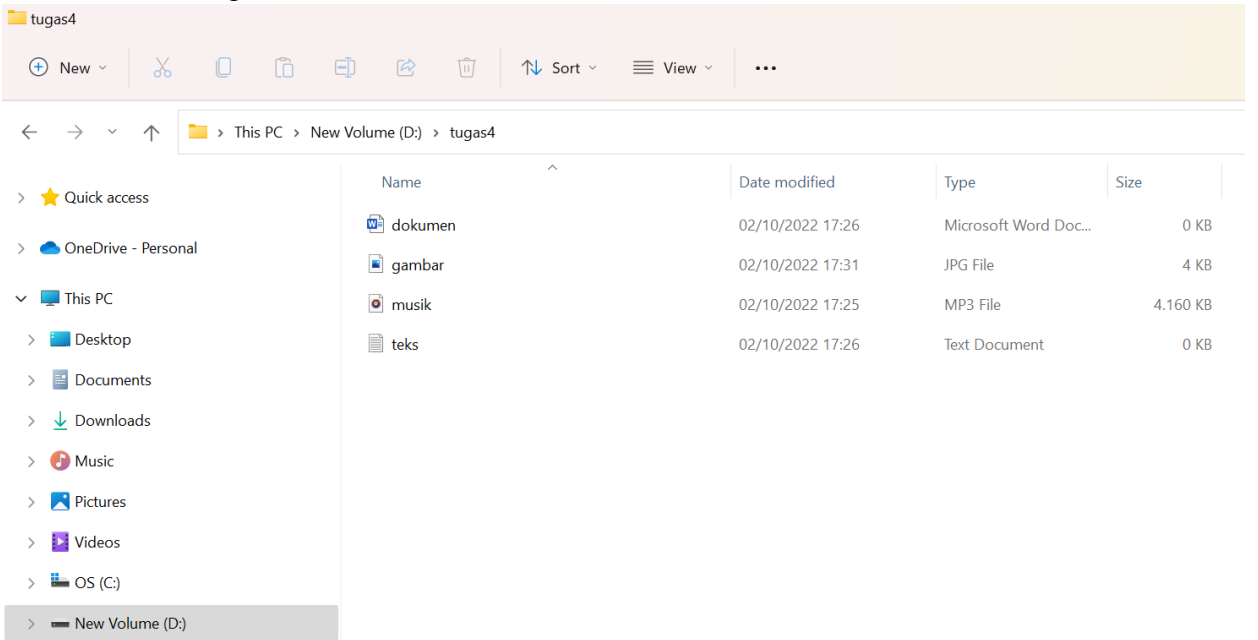 tugas4
New Sort View
This PC > New Volume (D:) > tugas4
Name Date modified Type Size
Quick access
dokumen 02/10/2022 17:26 Microsoft Word Doc... 0 KB
OneDrive - Personal
gambar 02/10/2022 17:31 JPG File 4 KB
This PC
musik 02/10/2022 17:25 MP3 File 4.160 KB
Desktop
teks 02/10/2022 17:26 Text Document 0 KB
Documents
Downloads
Music
Pictures
Videos
OS (C:)
New Volume (D:)